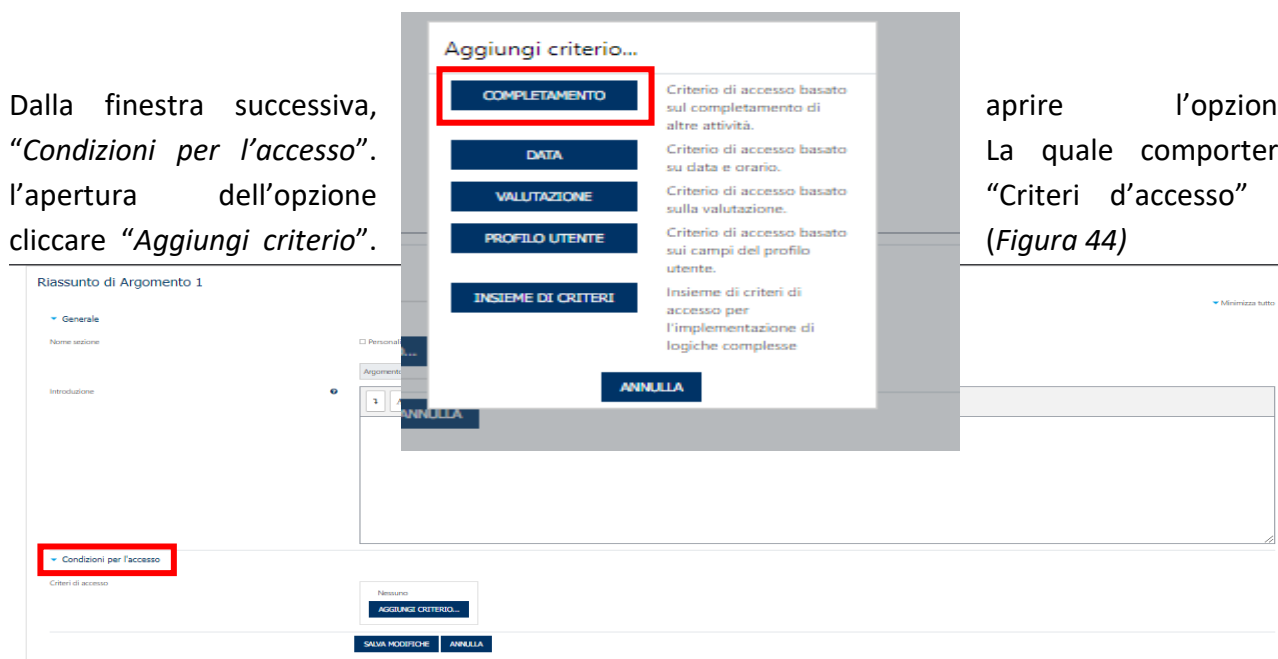 Aggiungi criterio...
COMPLETAMENTO
Criterio di accesso basato
sul completamento di
altre attività.
DATA
Criterio di accesso basato
su data e orario.
VALUTAZIONE
Criterio di accesso basato
sulla valutazione.
PROFILO UTENTE
Criterio di accesso basato
sui campi del profilo
utente.
INSIEME DI CRITERI
Insieme di criteri di
accesso per
l'implementazione di
logiche complesse
ANNULLA
ANNULLA
Dalla finestra successiva, aprire l’opzion
“Condizioni per l’accesso”. La quale comporter
l’apertura dell’opzione “Criteri d’accesso”
cliccare “Aggiungi criterio”. (Figura 44)
Riassunto di Argomento 1
Minimizza tutto
Generale
Nome sezione
Personali
Argomento
Introduzione
Condizioni per l'accesso
Criteri di accesso
Nessuno
AGGIUNGI CRITERIO...
SALVA MODIFICHE ANNULLA